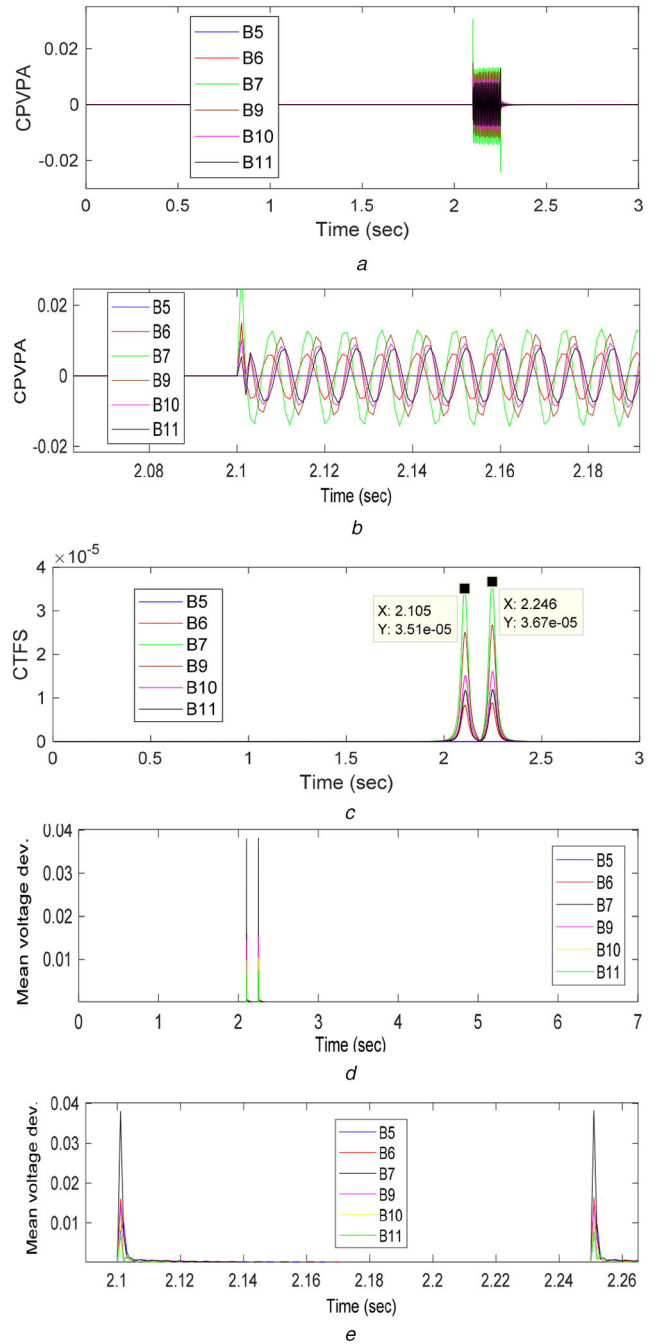 CPVPA
0.02
0
-0.02
B5
B6
B7
B9
B10
B11
0 0.5 1 1.5 2 2.5 3
Time (sec)
a
CPVPA
0.02
0
-0.02
B5
B6
B7
B9
B10
B11
2.08 2.1 2.12 2.14 2.16 2.18
Time (sec)
b
×10-5
CTFS
4
3
2
1
0
B5
B6
B7
B9
B10
B11
X: 2.105
Y: 3.51e-05
X: 2.246
Y: 3.67e-05
0 0.5 1 1.5 2 2.5 3
Time (sec)
c
Mean voltage dev.
0.04
0.03
0.02
0.01
B5
B6
B7
B9
B10
B11
0 1 2 3 4 5 6 7
Time (sec)
d
Mean voltage dev.
0.04
0.03
0.02
0.01
B5
B6
B7
B9
B10
B11
2.1 2.12 2.14 2.16 2.18 2.2 2.22 2.24 2.26
Time (sec)
e